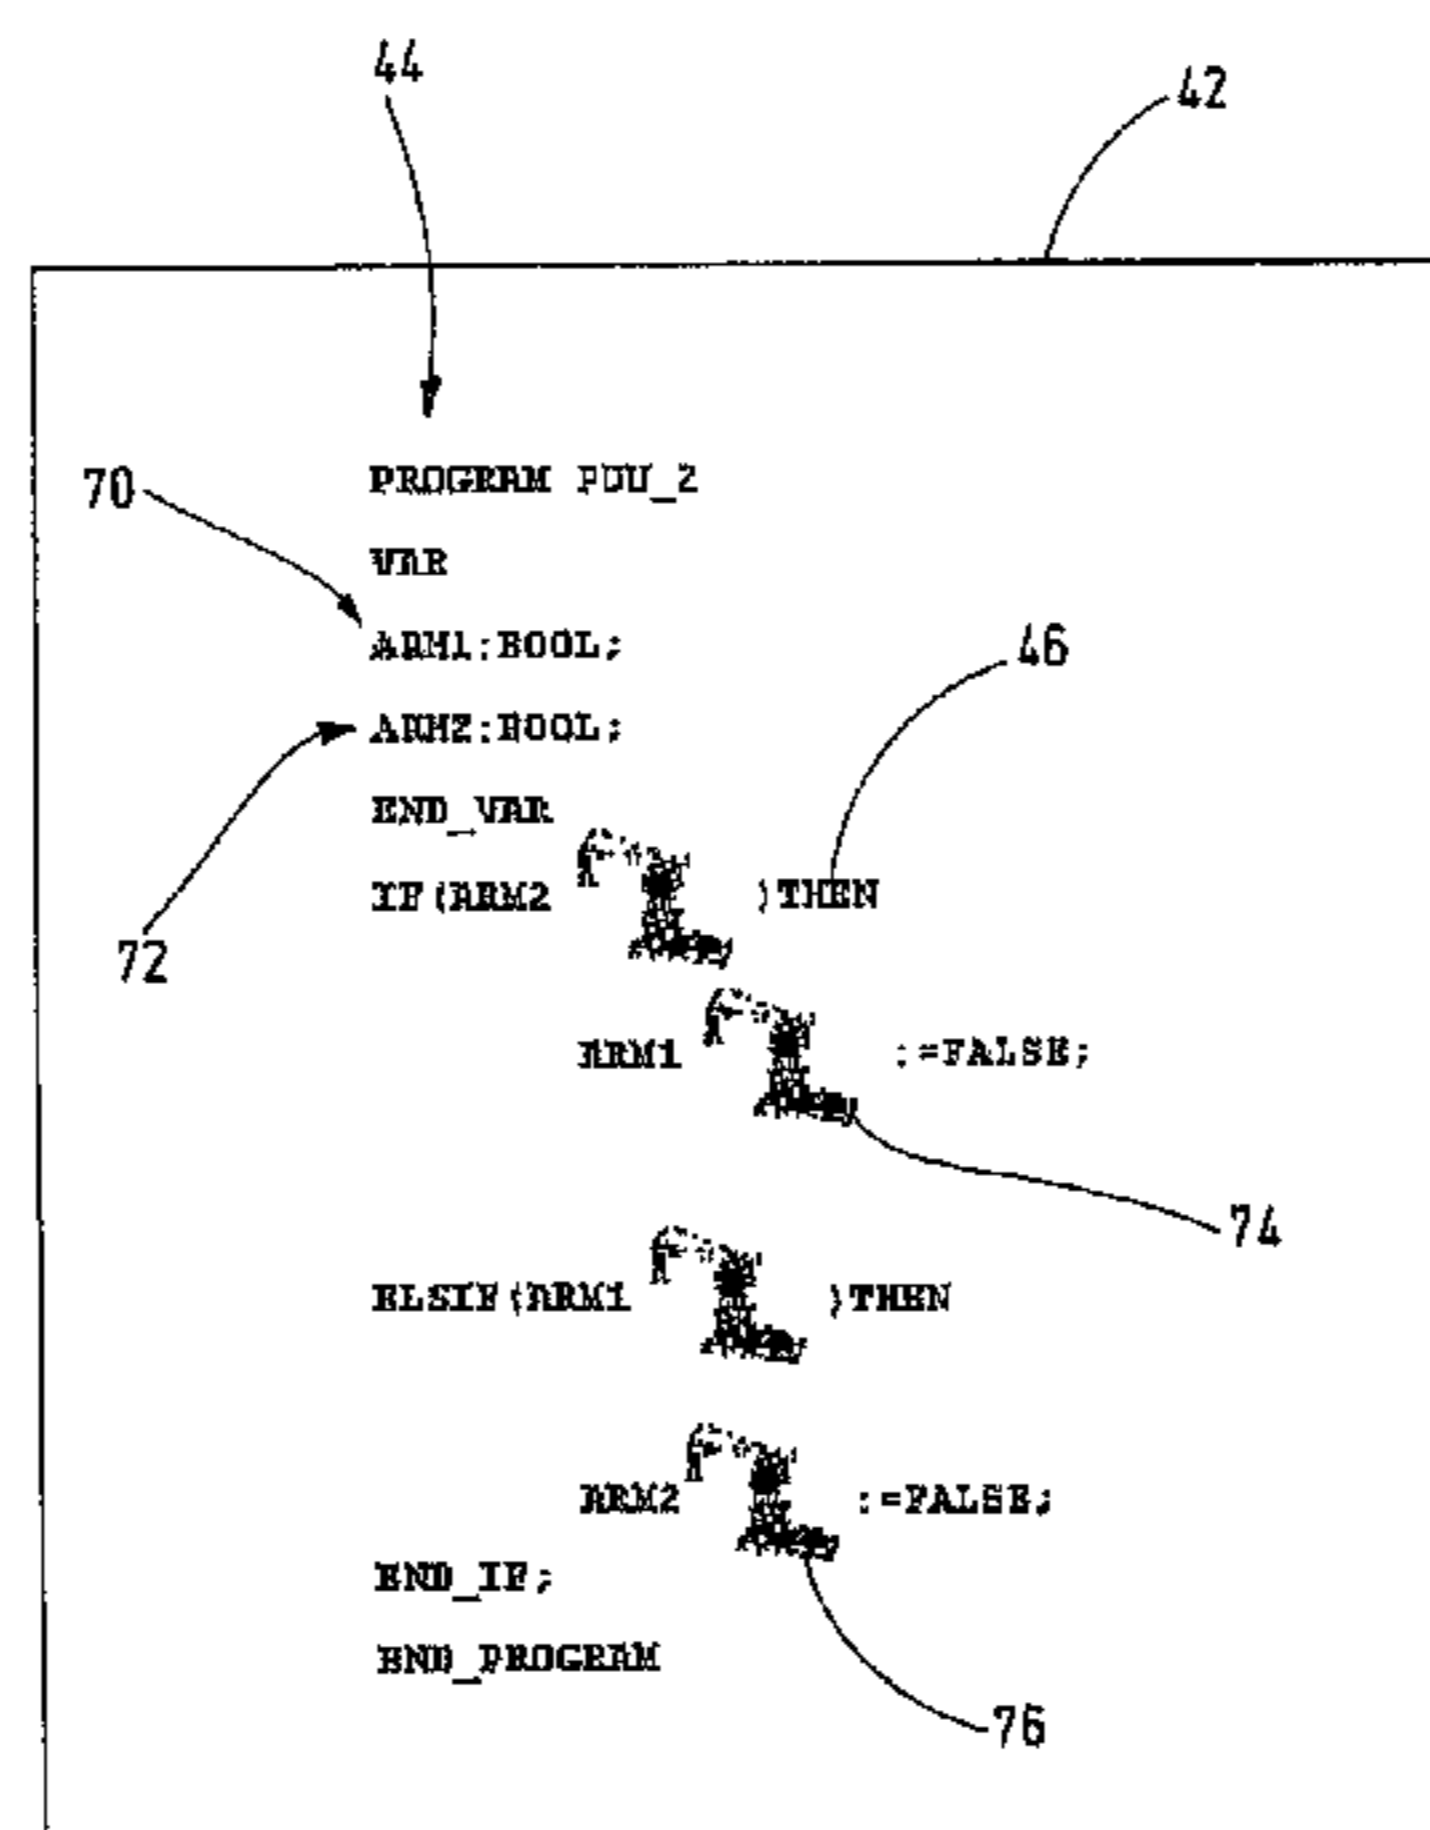 44
42
PROGRAM POU_2
70
VAR
ARM1:BOOL;
46
ARM2:BOOL;
END_VAR
IF(ARM2 )THEN
72
ARM1 :=FALSE;
74
ELSIF(ARM1 )THEN
ARM2 :=FALSE;
END_IF;
END_PROGRAM
76